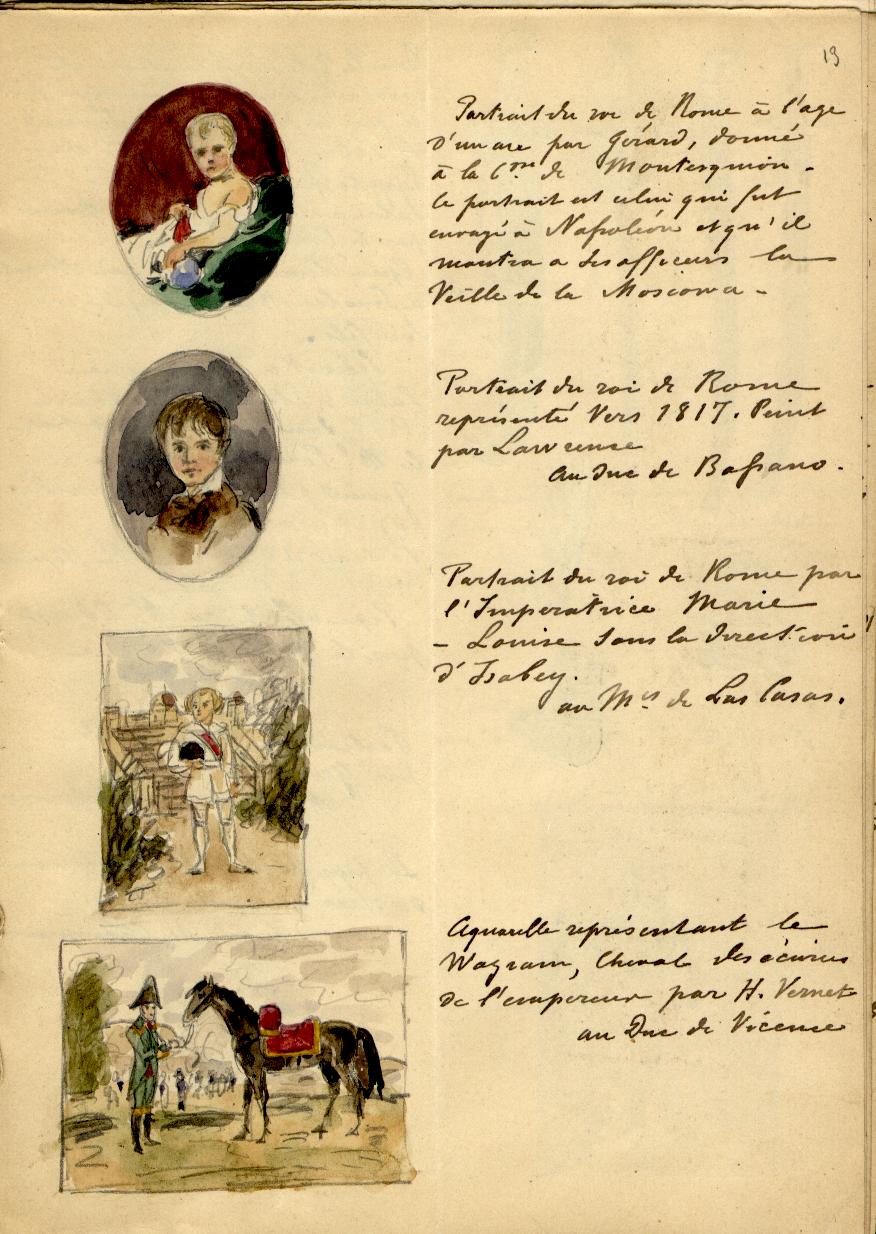 19
Portrait du roi de Rome à l'age
d'un an par Gérard, donné
à la Ctsse de Montesquiou.
le portrait est celui qui fut
envoyé à Napoléon et qu'il
montra a ses officiers la
Veille de la Moscowa -
Portrait du roi de Rome
représenté Vers 1817. Peint
par Lawrence
au Duc de Bassano.
Portrait du roi de Rome par
l'Imperatrice Marie
- Louise sous la direction
d'Isabey.
au Mis de Las Casas.
Aquarelle représentant le
Wagram, Cheval des écuries
de l'empereur par H. Vernet
au Duc de Vicence